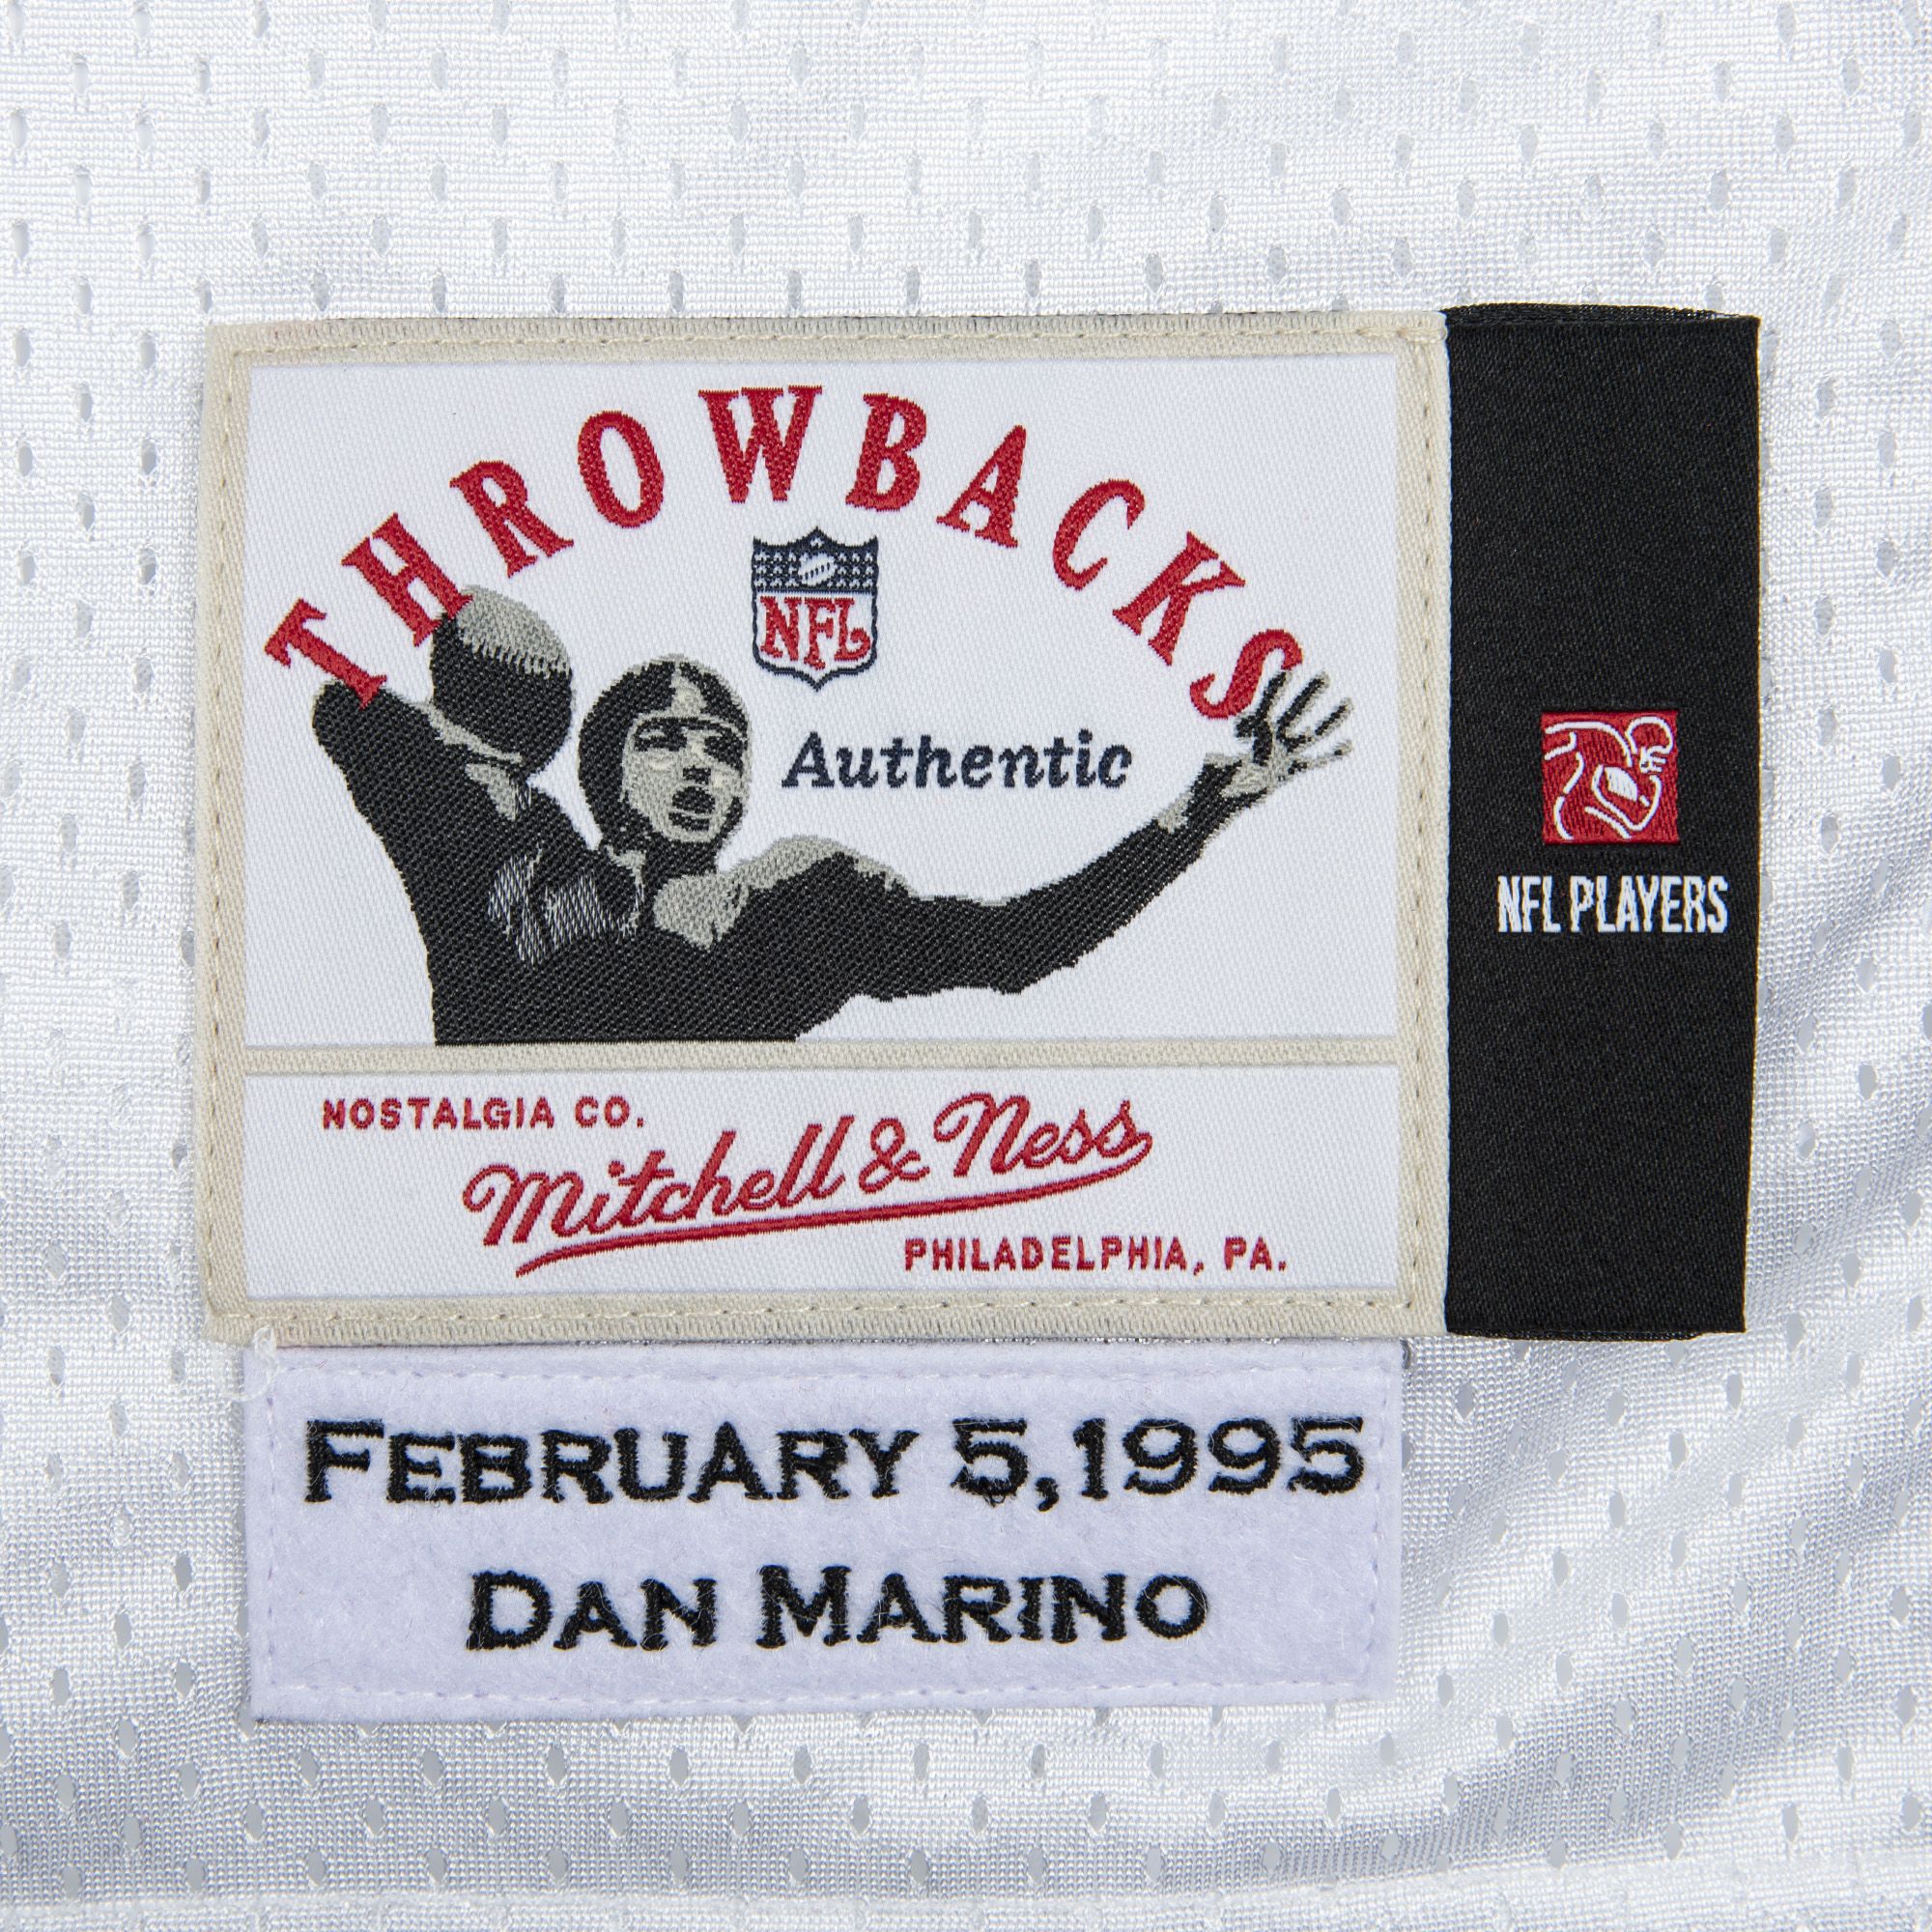 THROWBACKS
NFL
Authentic
NFL PLAYERS
NOSTALGIA CO.
Mitchell & Ness
PHILADELPHIA, PA.
FEBRUARY 5,1995
DAN MARINO